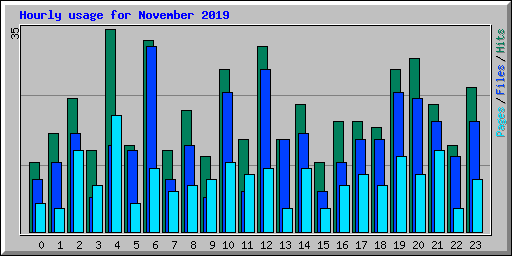 Hourly usage for November 2019
35
Pages/Files/Hits
0 1 2 3 4 5 6 7 8 9 10 11 12 13 14 15 16 17 18 19 20 21 22 23